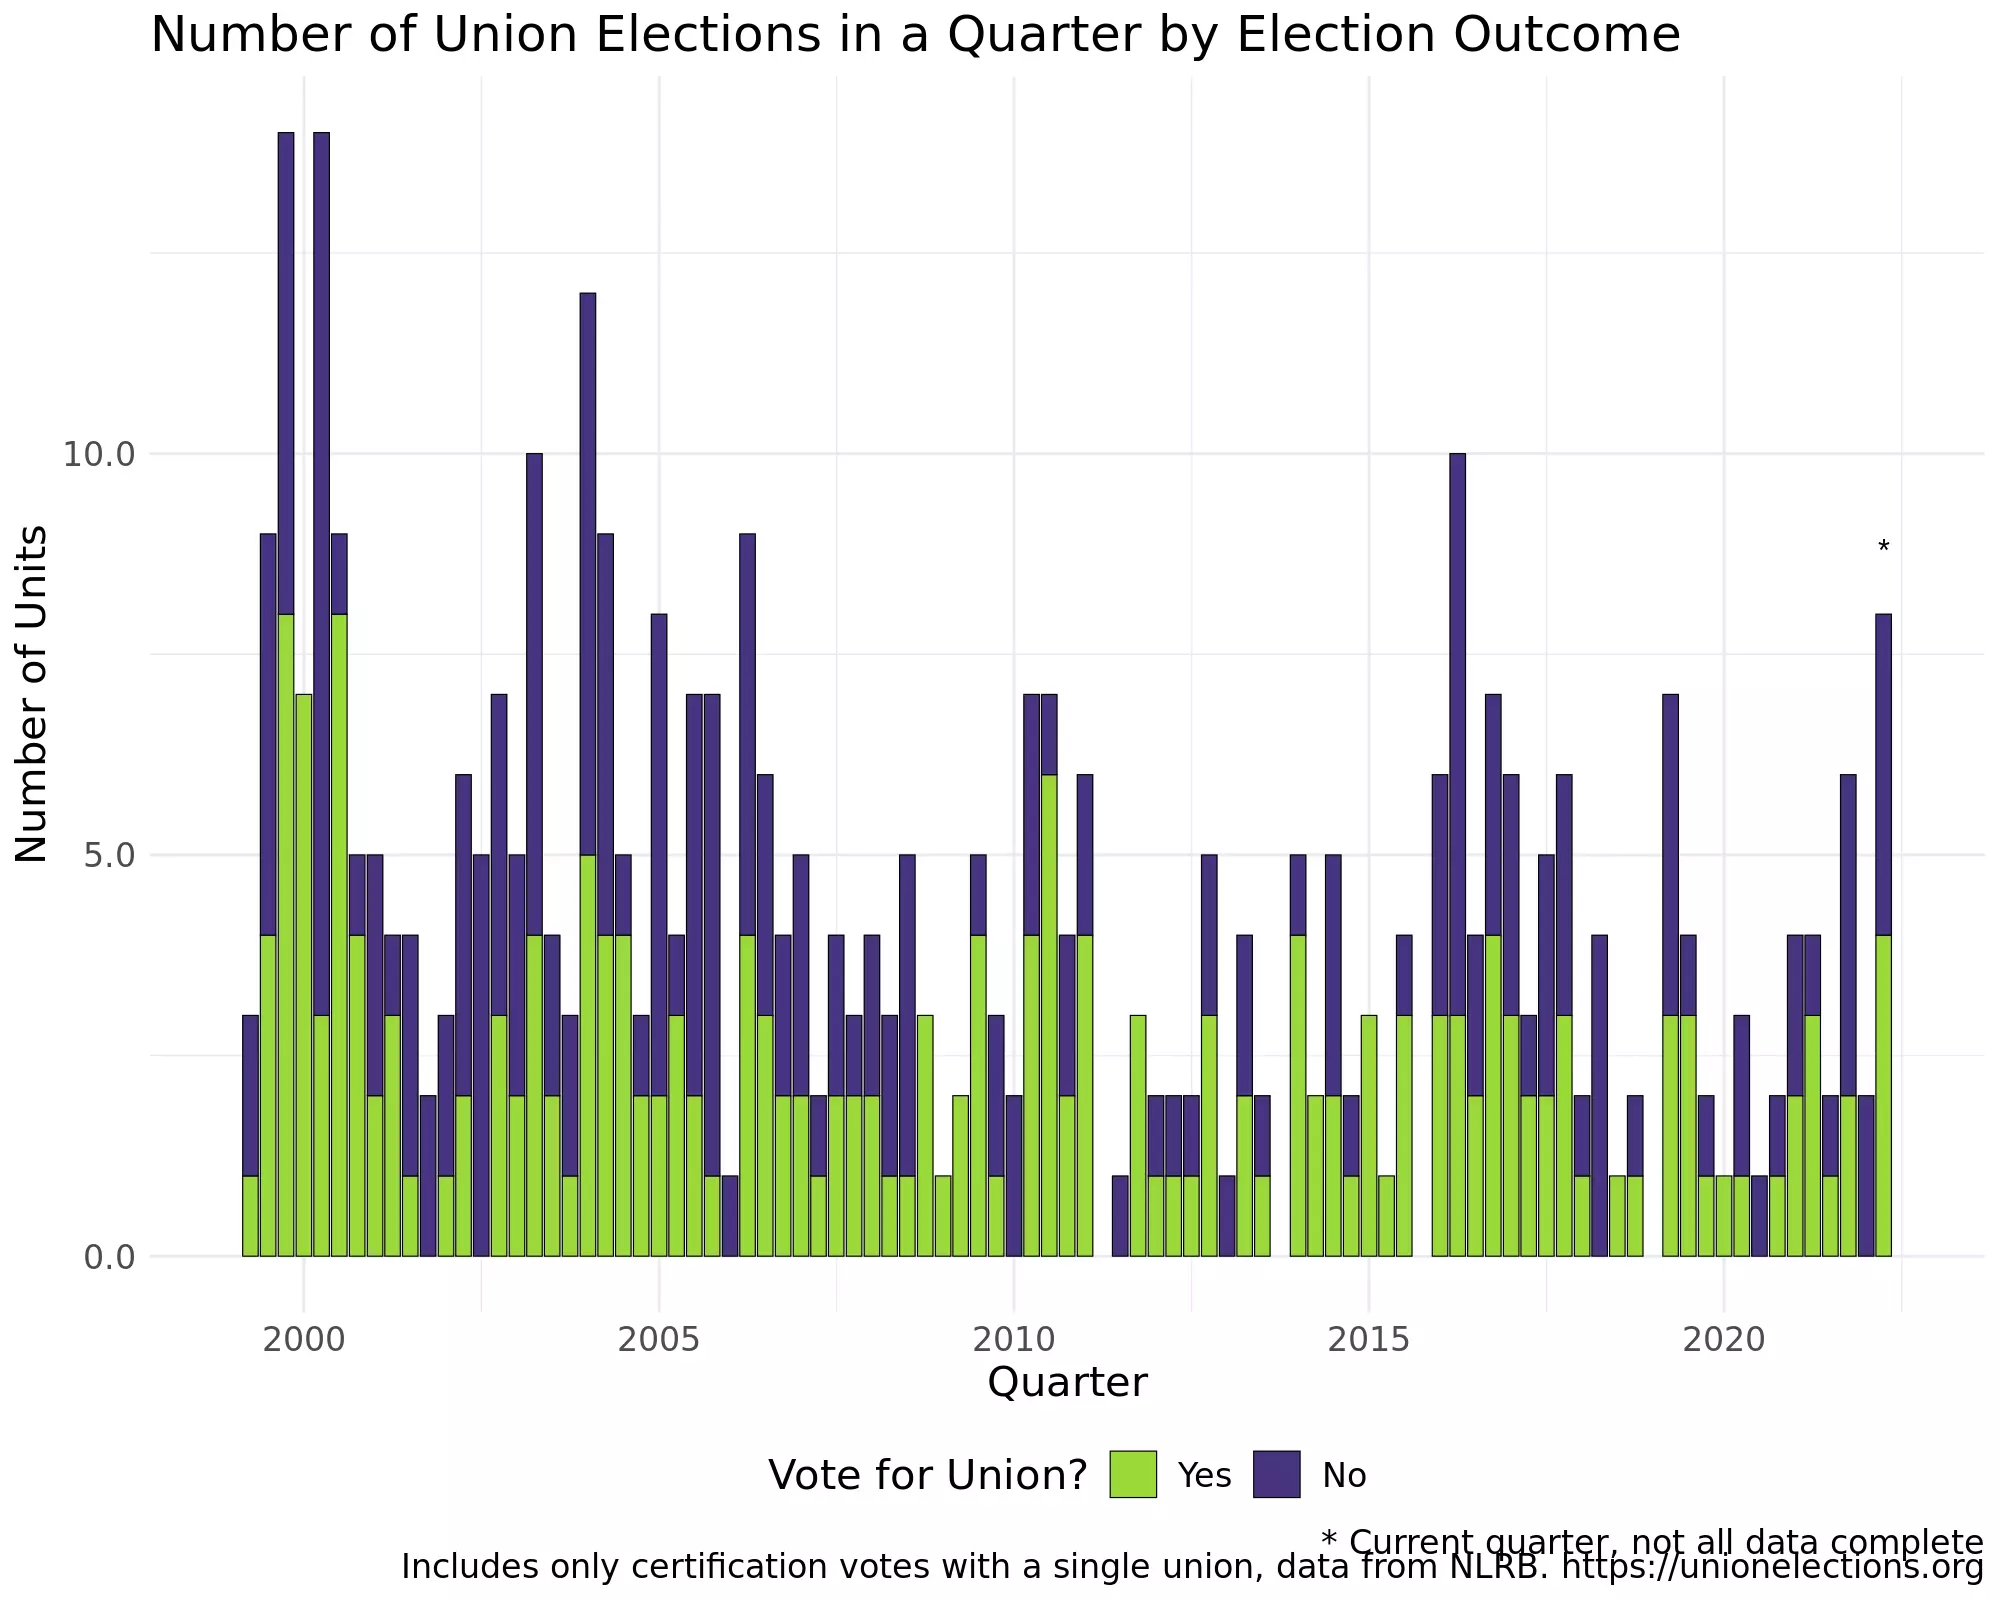 Number of Union Elections in a Quarter by Election Outcome
Number of Units
10.0
5.0
0.0
*
2000 2005 2010 2015 2020
Quarter
Vote for Union? Yes No
* Current quarter, not all data complete
Includes only certification votes with a single union, data from NLRB. https://unionelections.org